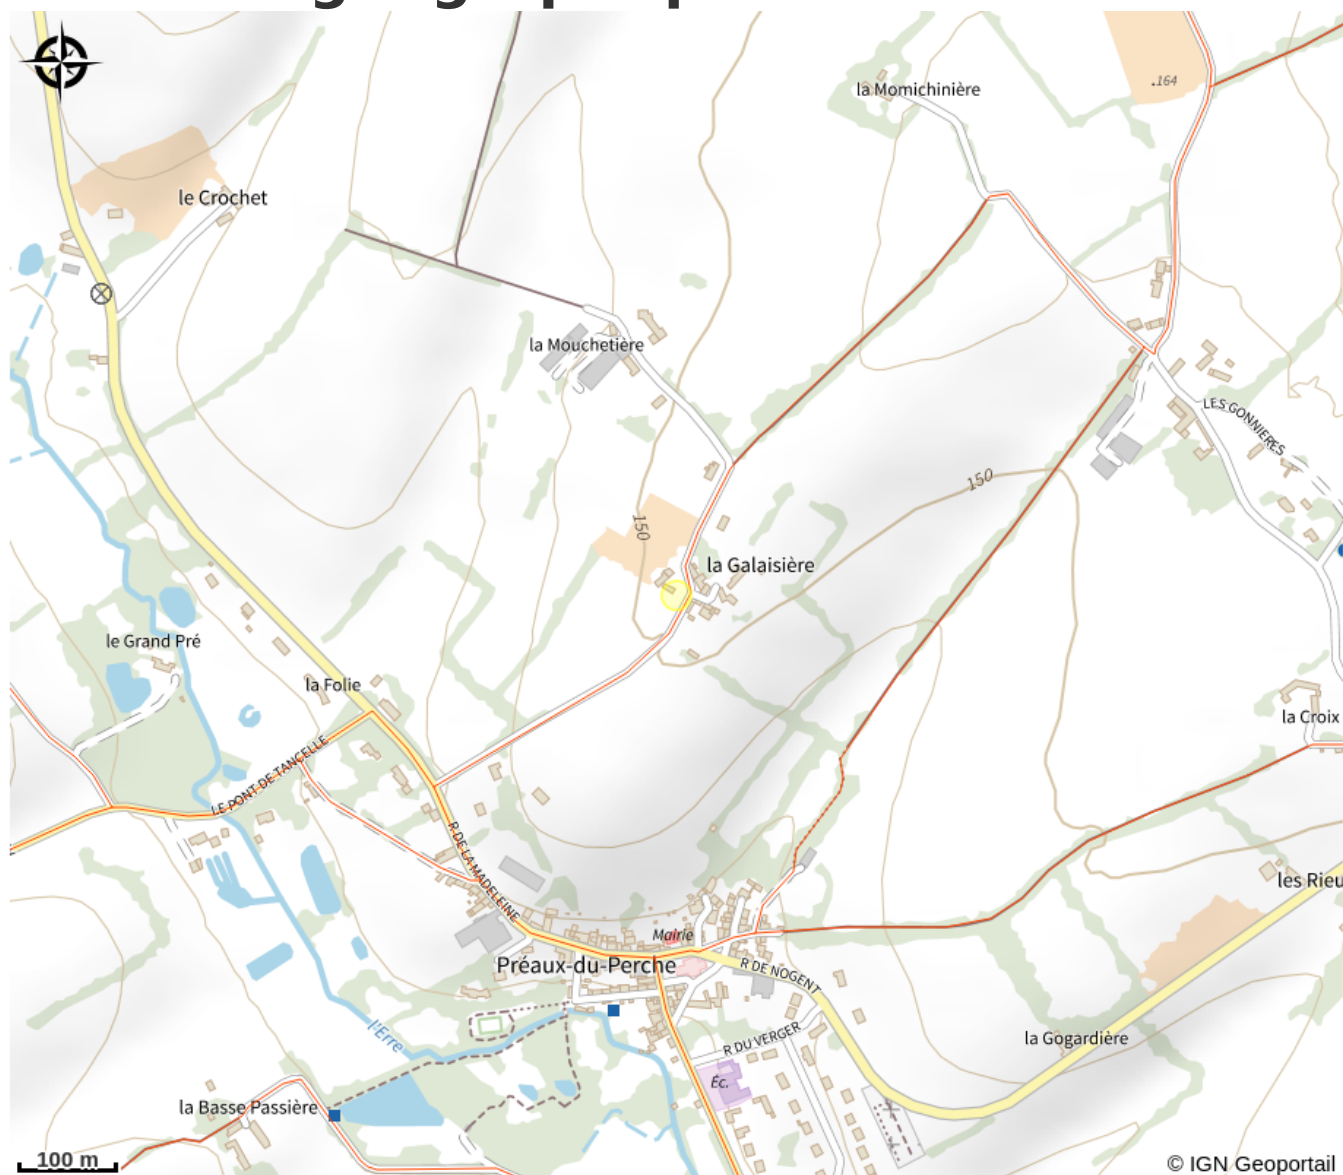 la Momichinière
.164
le Crochet
la Mouchetière
LES GONNIERES
150
150
la Galaisière
le Grand Pré
la Folie
la Croix
LE PONT DE TANCELLE
R DE LA MADELEINE
les Rieu
Mairie
Préaux-du-Perche
R DE NOGENT
l'Erre
R DU VERGER
la Gogardière
Éc.
la Basse Passière
100 m
© IGN Geoportail